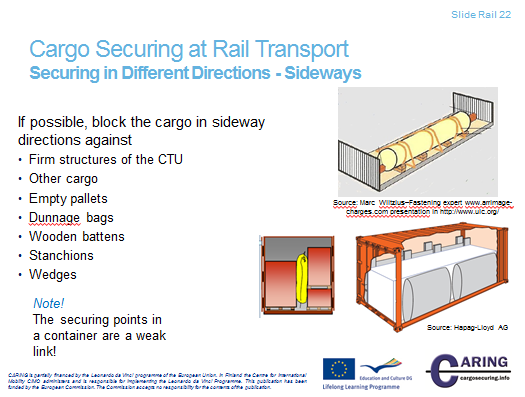 Slide Rail 22
Cargo Securing at Rail Transport
Securing in Different Directions - Sideways
If possible, block the cargo in sideway
directions against
• Firm structures of the CTU
• Other cargo
• Empty pallets
• Dunnage bags
• Wooden battens
• Stanchions
• Wedges
Note!
The securing points in
a container are a weak
link!
Source: Marc Wiltzius–Fastening expert www.arrimage-
charges.com presentation in http://www.uic.org/
Source: Hapag-Lloyd AG
CARING is partially financed by the Leonardo da Vinci programme of the European Union. In Finland the Centre for International
Mobility CIMO administers and is responsible for implementing the Leonardo da Vinci Programme. This publication has been
funded by the European Commission. The Commission accepts no responsibility for the contents of the publication.
Education and Culture DG
Lifelong Learning Programme
CARING
cargosecuring.info